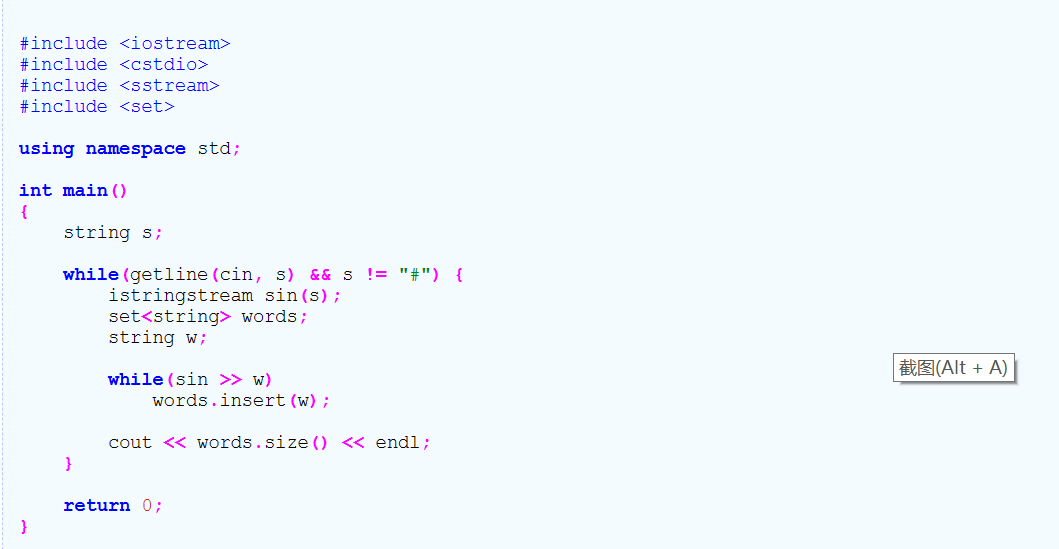 #include <iostream>
#include <cstdio>
#include <sstream>
#include <set>
using namespace std;
int main()
{
    string s;
    while(getline(cin, s) && s != "#") {
        istringstream sin(s);
        set<string> words;
        string w;
        while(sin >> w)
            words.insert(w);
        cout << words.size() << endl;
    }
    return 0;
}
截图(Alt + A)